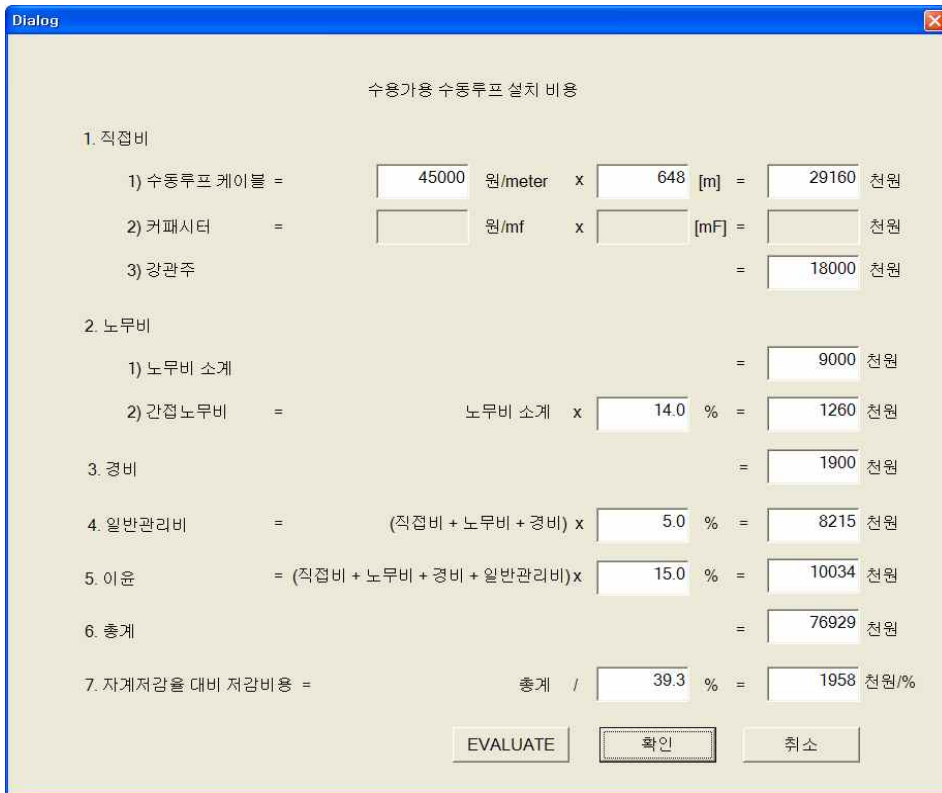 Dialog
수용가용 수동루프 설치 비용
1. 직접비
1) 수동루프 케이블 = 45000 원/meter x 648 [m] = 29160 천원
2) 커패시터 = 원/mf x [mF] = 천원
3) 강관주 = 18000 천원
2. 노무비
1) 노무비 소계 = 9000 천원
2) 간접노무비 = 노무비 소계 x 14.0 % = 1260 천원
3. 경비 = 1900 천원
4. 일반관리비 = (직접비 + 노무비 + 경비) x 5.0 % = 8215 천원
5. 이윤 = (직접비 + 노무비 + 경비 + 일반관리비)x 15.0 % = 10034 천원
6. 총계 = 76929 천원
7. 자계저감율 대비 저감비용 = 총계 / 39.3 % = 1958 천원/%
EVALUATE 확인 취소